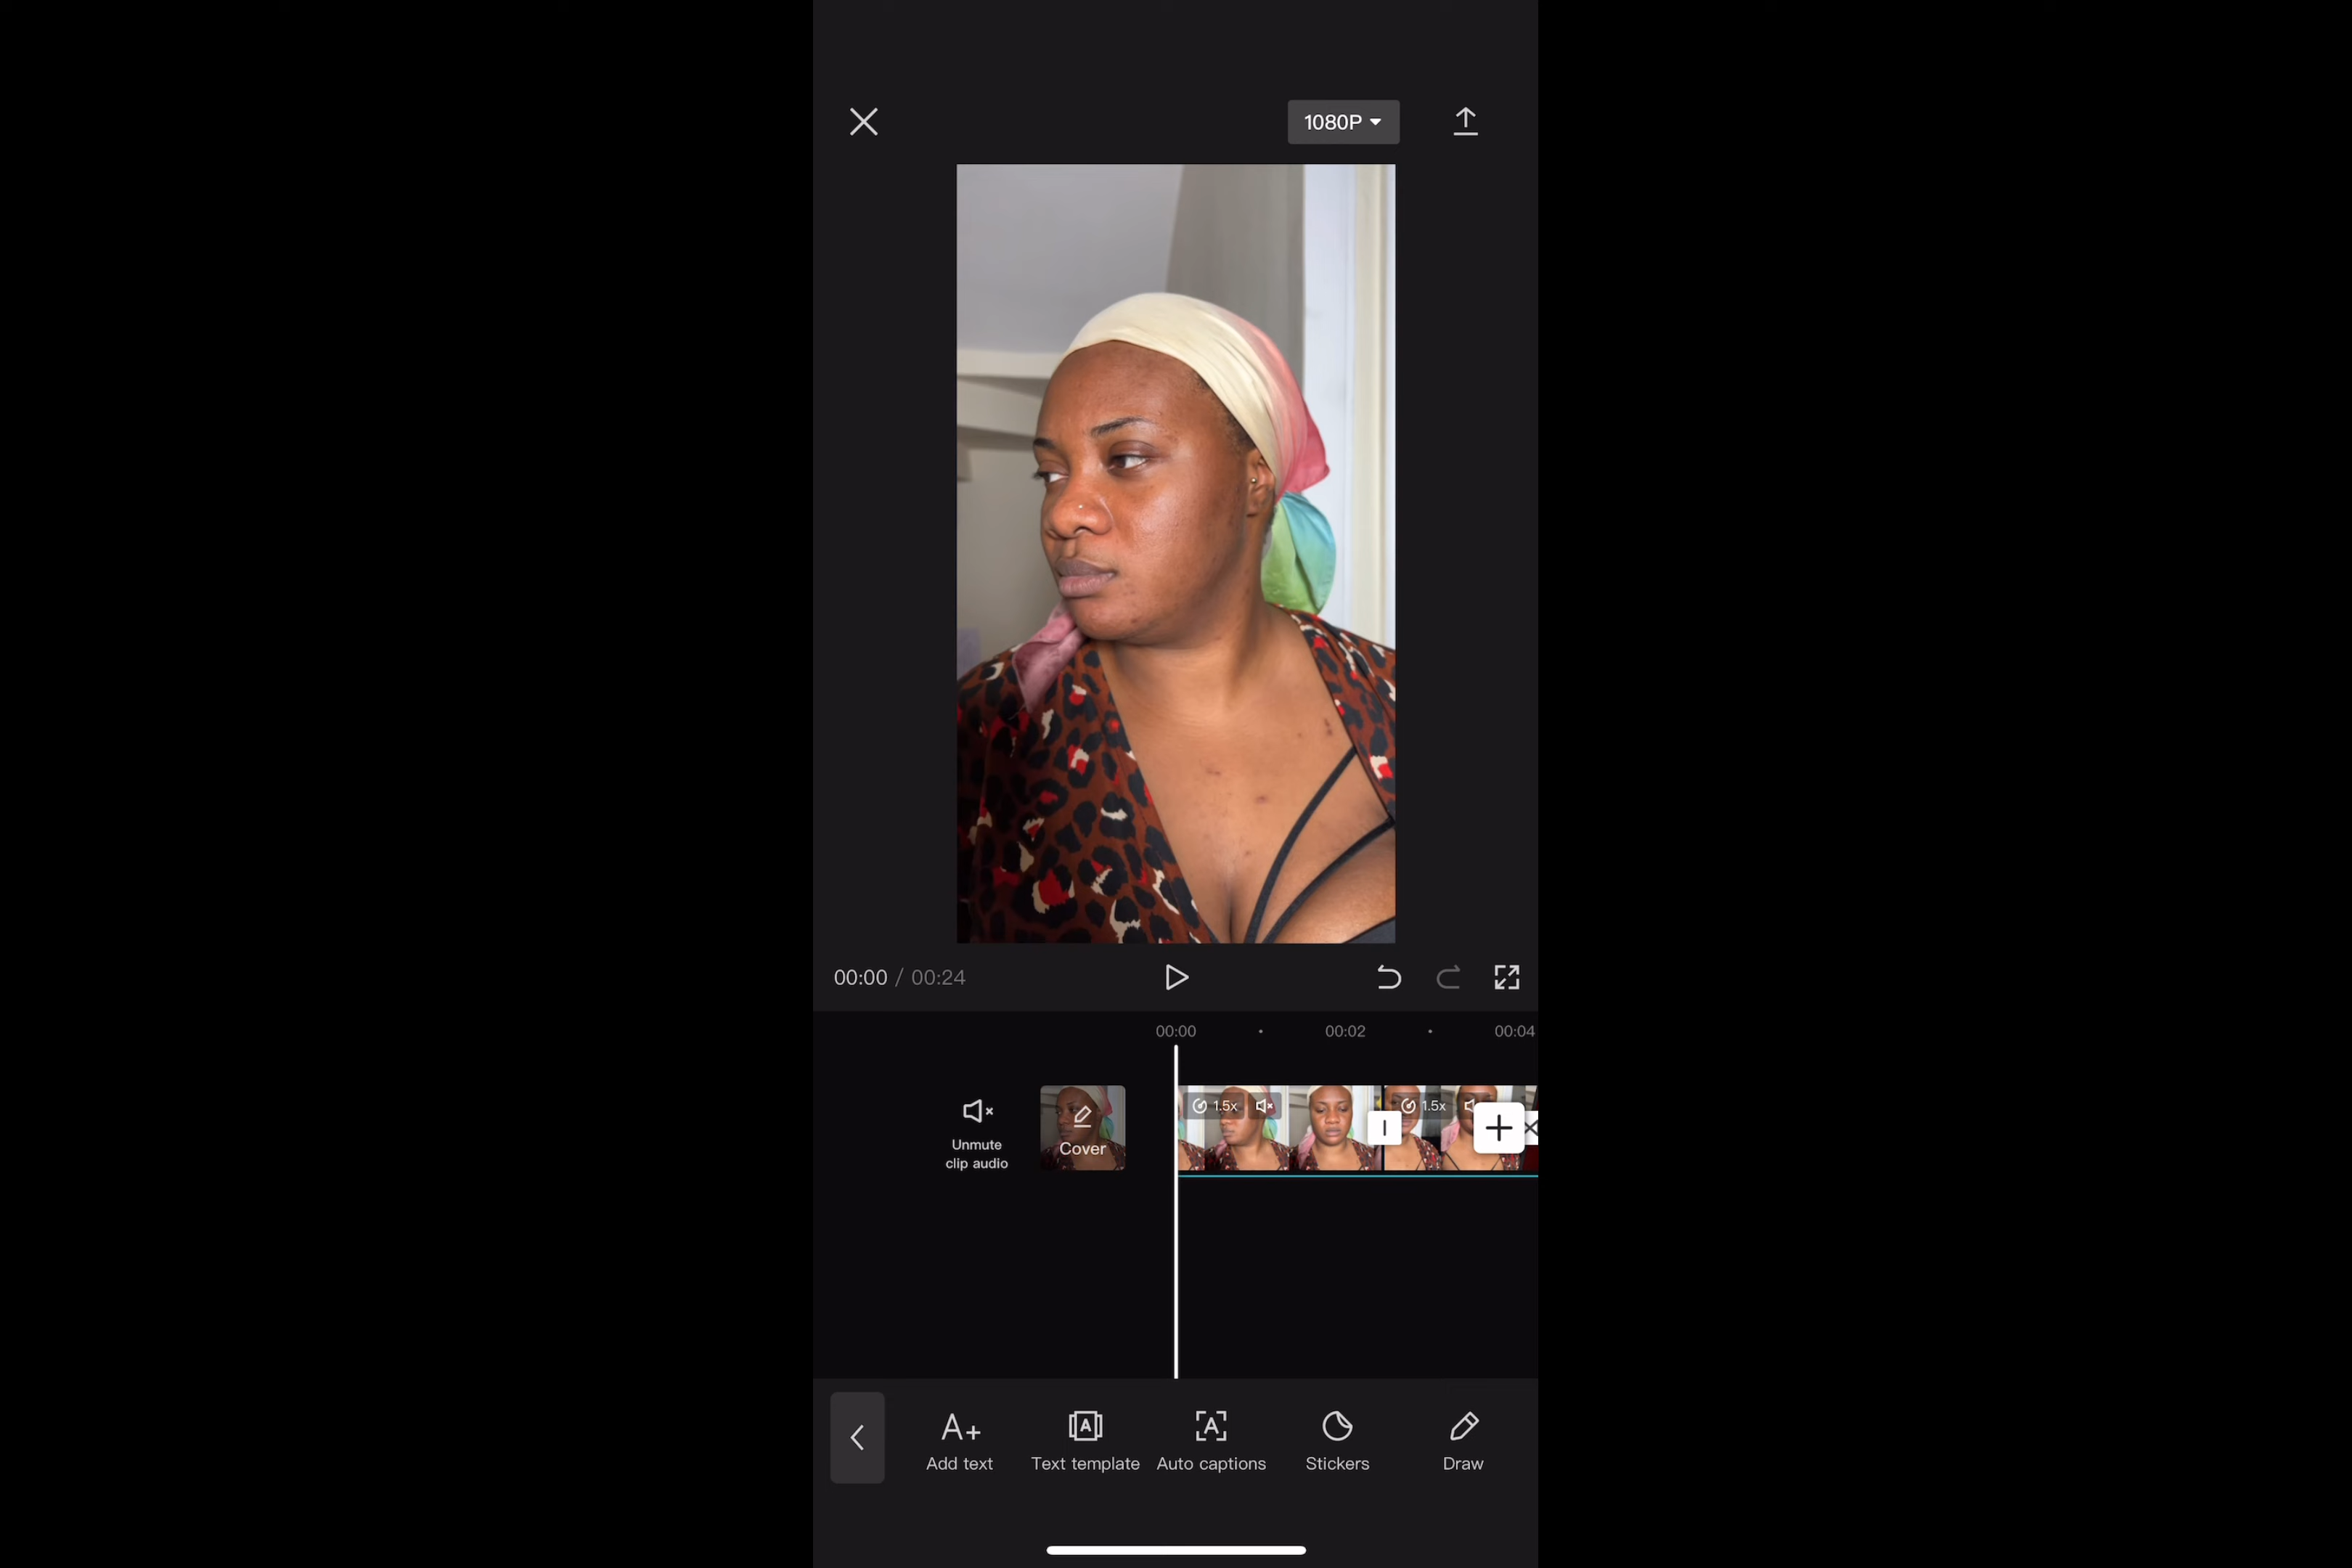 1080P
00:00 / 00:24
00:00
00:02
00:04
1.5x
1.5x
Unmute
clip audio
Cover
A+
A
A
Add text
Text template
Auto captions
Stickers
Draw